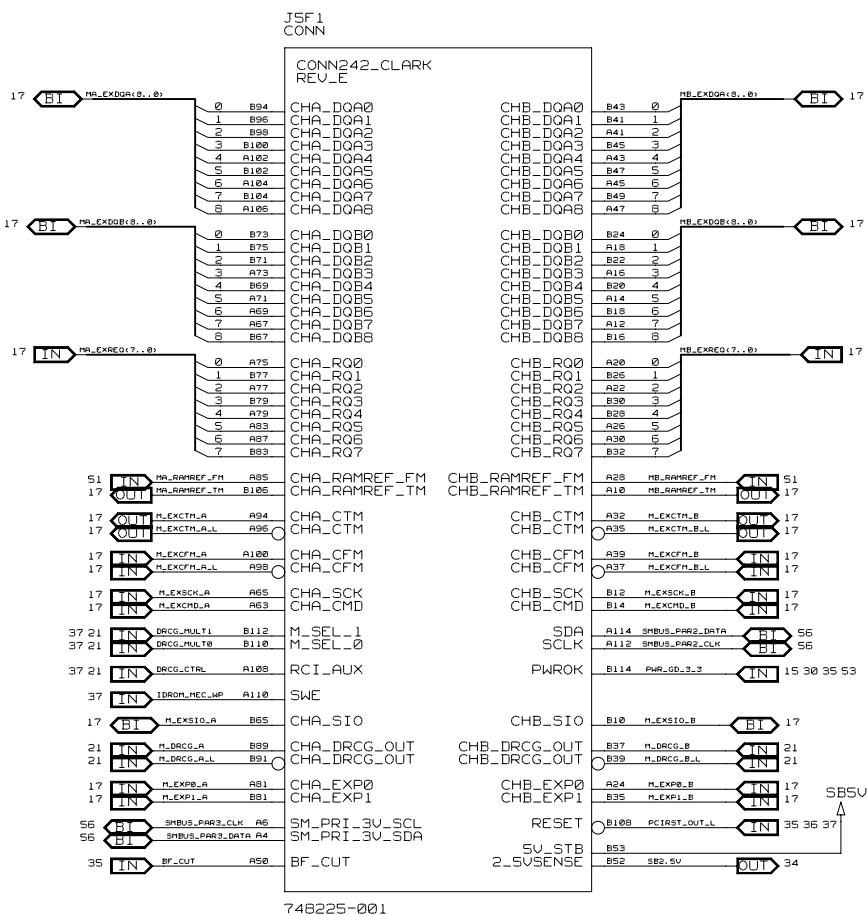 J5F1
CONN
CONN242_CLARK
REV_E
17 BI MA_EXDQA(8..0) MB_EXDQA(8..0) BI 17
0 B94 CHA_DQA0 CHB_DQA0 B43 0
1 B96 CHA_DQA1 CHB_DQA1 B41 1
2 B98 CHA_DQA2 CHB_DQA2 A41 2
3 B100 CHA_DQA3 CHB_DQA3 B45 3
4 A102 CHA_DQA4 CHB_DQA4 A43 4
5 B102 CHA_DQA5 CHB_DQA5 B47 5
6 A104 CHA_DQA6 CHB_DQA6 A45 6
7 B104 CHA_DQA7 CHB_DQA7 B49 7
8 A106 CHA_DQA8 CHB_DQA8 A47 8
17 BI MA_EXDQB(8..0) MB_EXDQB(8..0) BI 17
0 B73 CHA_DQB0 CHB_DQB0 B24 0
1 B75 CHA_DQB1 CHB_DQB1 A18 1
2 B71 CHA_DQB2 CHB_DQB2 B22 2
3 A73 CHA_DQB3 CHB_DQB3 A16 3
4 B69 CHA_DQB4 CHB_DQB4 B20 4
5 A71 CHA_DQB5 CHB_DQB5 A14 5
6 A69 CHA_DQB6 CHB_DQB6 B18 6
7 A67 CHA_DQB7 CHB_DQB7 A12 7
8 B67 CHA_DQB8 CHB_DQB8 B16 8
17 IN MA_EXREQ(7..0) MB_EXREQ(7..0) IN 17
0 A75 CHA_RQ0 CHB_RQ0 A20 0
1 B77 CHA_RQ1 CHB_RQ1 B26 1
2 A77 CHA_RQ2 CHB_RQ2 A22 2
3 B79 CHA_RQ3 CHB_RQ3 B30 3
4 A79 CHA_RQ4 CHB_RQ4 B28 4
5 A83 CHA_RQ5 CHB_RQ5 A26 5
6 A87 CHA_RQ6 CHB_RQ6 A30 6
7 B83 CHA_RQ7 CHB_RQ7 B32 7
51 IN MA_RAMREF_FM A85 CHA_RAMREF_FM CHB_RAMREF_FM A28 MB_RAMREF_FM IN 51
17 OUT MA_RAMREF_TM B106 CHA_RAMREF_TM CHB_RAMREF_TM A10 MB_RAMREF_TM OUT 17
17 OUT M_EXCTM_A A94 CHA_CTM CHB_CTM A32 M_EXCTM_B OUT 17
17 OUT M_EXCTM_A_L A96 CHA_CTM CHB_CTM A35 M_EXCTM_B_L OUT 17
17 IN M_EXCFM_A A100 CHA_CFM CHB_CFM A39 M_EXCFM_B IN 17
17 IN M_EXCFM_A_L A98 CHA_CFM CHB_CFM A37 M_EXCFM_B_L IN 17
17 IN M_EXSCK_A A65 CHA_SCK CHB_SCK B12 M_EXSCK_B IN 17
17 IN M_EXCMD_A A63 CHA_CMD CHB_CMD B14 M_EXCMD_B IN 17
37 21 IN DRCG_MULT1 B112 M_SEL_1 SDA A114 SMBUS_PAR2_DATA BI 56
37 21 IN DRCG_MULT0 B110 M_SEL_0 SCLK A112 SMBUS_PAR2_CLK BI 56
37 21 IN DRCG_CTRL A108 RCI_AUX PWROK B114 PWR_GD_3_3 IN 15 30 35 53
37 IN IDROM_MEC_WP A110 SWE
17 BI M_EXSIO_A B65 CHA_SIO CHB_SIO B10 M_EXSIO_B BI 17
21 IN M_DRCG_A B89 CHA_DRCG_OUT CHB_DRCG_OUT B37 M_DRCG_B IN 21
21 IN M_DRCG_A_L B91 CHA_DRCG_OUT CHB_DRCG_OUT B39 M_DRCG_B_L IN 21
17 IN M_EXP0_A A81 CHA_EXP0 CHB_EXP0 A24 M_EXP0_B IN 17
17 IN M_EXP1_A B81 CHA_EXP1 CHB_EXP1 B35 M_EXP1_B IN 17
SB5V
56 BI SMBUS_PAR3_CLK A6 SM_PRI_3V_SCL RESET B108 PCIRST_OUT_L IN 35 36 37
56 BI SMBUS_PAR3_DATA A4 SM_PRI_3V_SDA
5V_STB B53
35 IN BF_CUT A50 BF_CUT 2_5VSENSE B52 SB2.5V OUT 34
748225-001